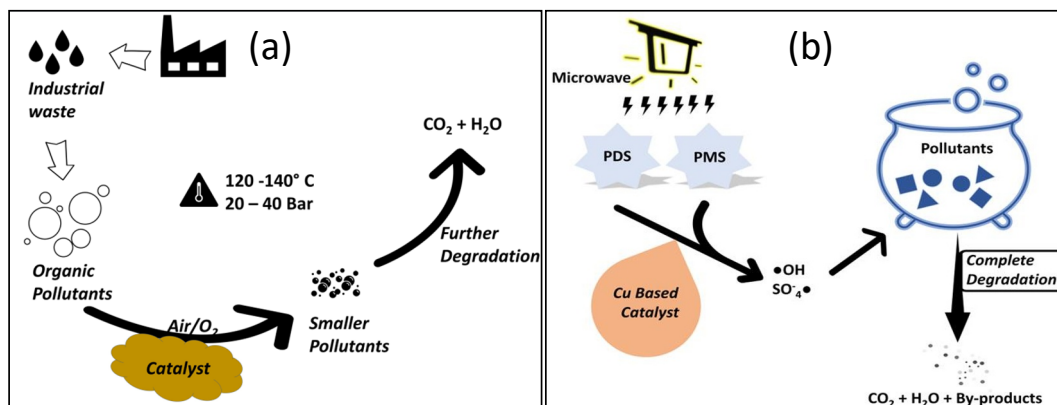 (a)
Industrial
waste
CO₂ + H₂O
120 -140° C
20 – 40 Bar
Further
Degradation
Organic
Pollutants
Air/O₂
Smaller
Pollutants
Catalyst
(b)
Microwave
PDS
PMS
Pollutants
Cu Based
Catalyst
●OH
SO⁻₄●
Complete
Degradation
CO₂ + H₂O + By-products